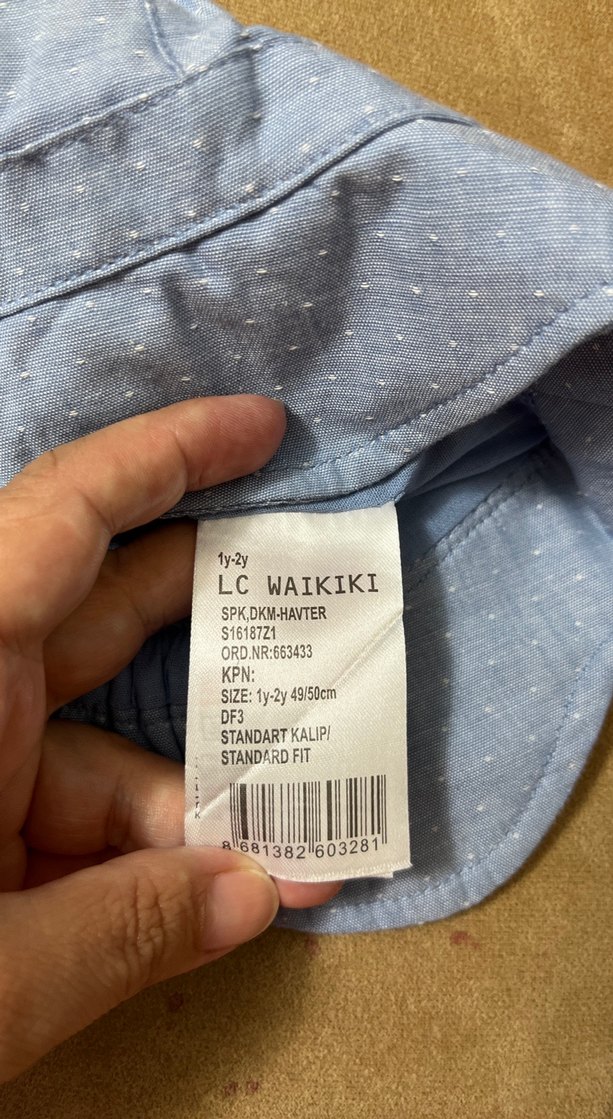 1y-2y
LC WAIKIKI
SPK,DKM-HAVTER
S16187Z1
ORD.NR:663433
KPN:
SIZE: 1y-2y 49/50cm
DF3
STANDART KALIP/
STANDARD FIT
8 681382 603281